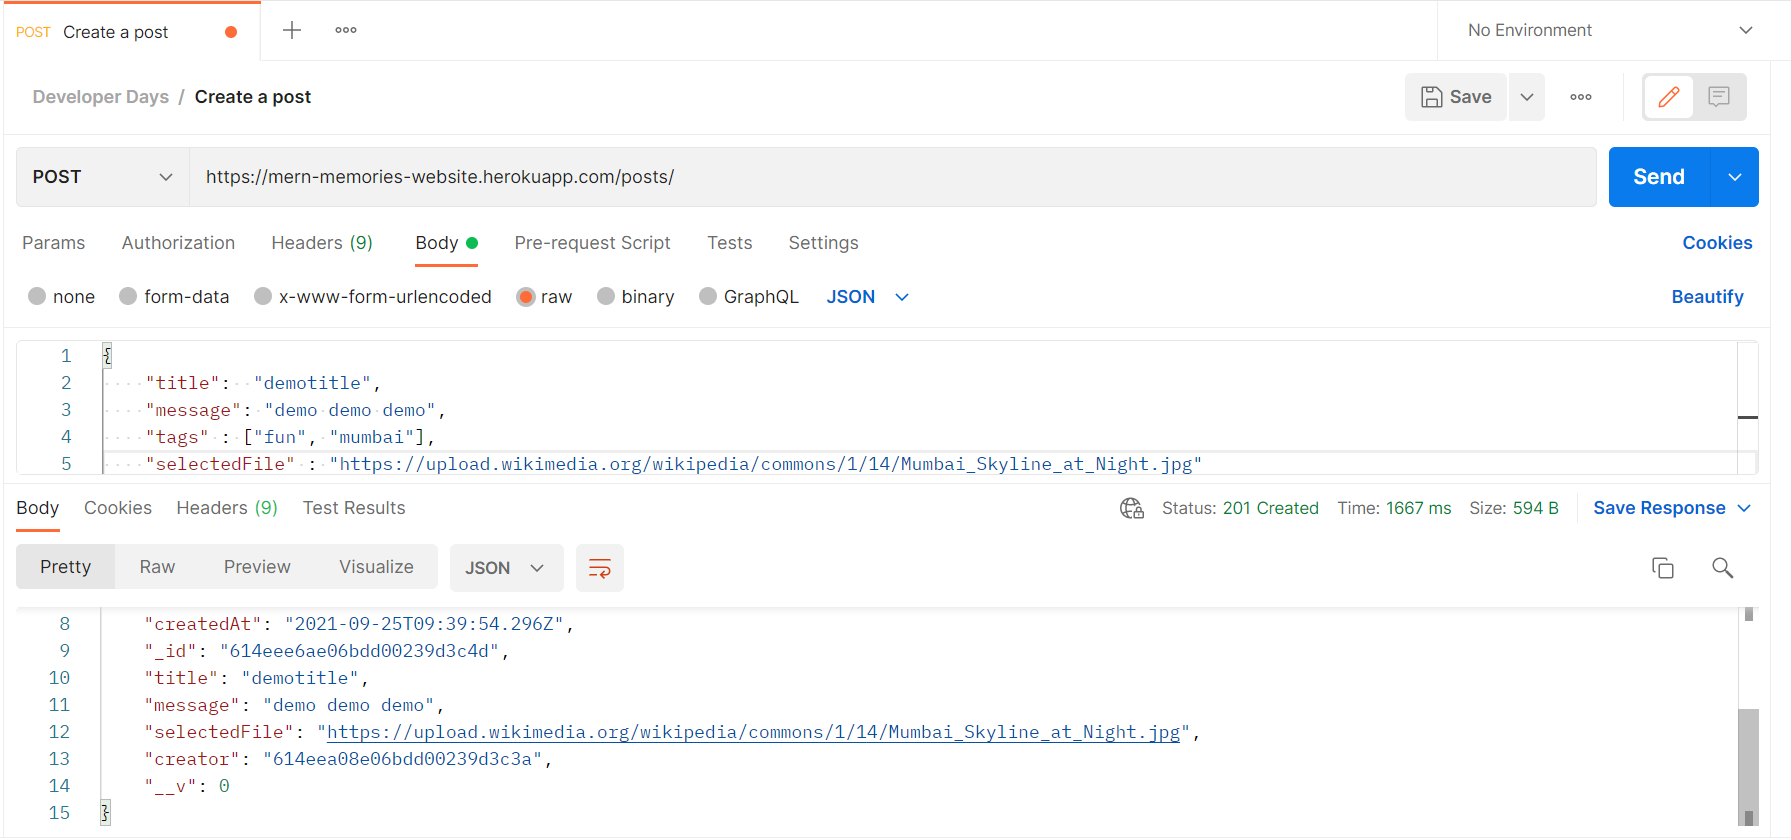 POST Create a post No Environment
Developer Days / Create a post Save
POST https://mern-memories-website.herokuapp.com/posts/ Send
Params Authorization Headers (9) Body Pre-request Script Tests Settings Cookies
none form-data x-www-form-urlencoded raw binary GraphQL JSON Beautify
1 {
2 "title": "demotitle",
3 "message": "demo demo demo",
4 "tags" : ["fun", "mumbai"],
5 "selectedFile" : "https://upload.wikimedia.org/wikipedia/commons/1/14/Mumbai_Skyline_at_Night.jpg"
Body Cookies Headers (9) Test Results Status: 201 Created Time: 1667 ms Size: 594 B Save Response
Pretty Raw Preview Visualize JSON
8 "createdAt": "2021-09-25T09:39:54.296Z",
9 "_id": "614eee6ae06bdd00239d3c4d",
10 "title": "demotitle",
11 "message": "demo demo demo",
12 "selectedFile": "https://upload.wikimedia.org/wikipedia/commons/1/14/Mumbai_Skyline_at_Night.jpg",
13 "creator": "614eea08e06bdd00239d3c3a",
14 "__v": 0
15 }